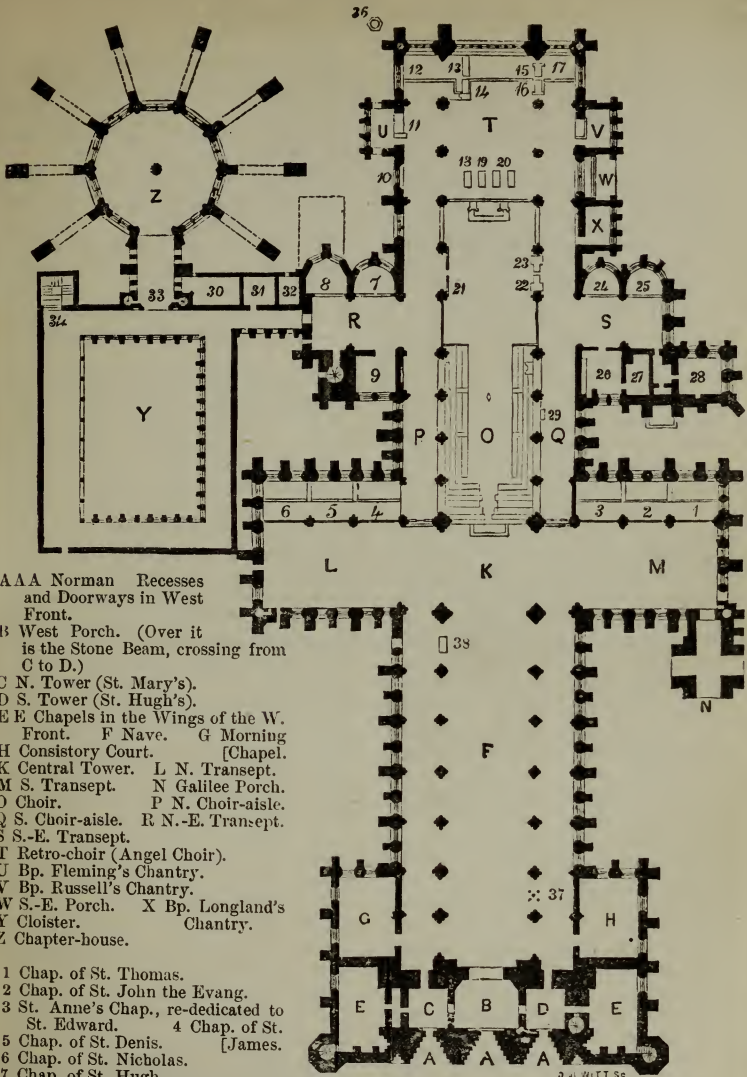 36
12 13 15 17
14 16
T
U 11 V
10 18 19 20 W
Z X
23
33 30 31 32 8 7 21 22 24 25
34 R S
9 26 27 28
Y P O Q 29
6 5 4 3 2 1
L K M
38 N
F
37
G H
E C B D E
A A A
A A A Norman Recesses
and Doorways in West
Front.
B West Porch. (Over it
is the Stone Beam, crossing from
C to D.)
C N. Tower (St. Mary's).
D S. Tower (St. Hugh's).
E E Chapels in the Wings of the W.
Front. F Nave. G Morning
H Consistory Court. [Chapel.
K Central Tower. L N. Transept.
M S. Transept. N Galilee Porch.
O Choir. P N. Choir-aisle.
Q S. Choir-aisle. R N.-E. Transept.
S S.-E. Transept.
T Retro-choir (Angel Choir).
U Bp. Fleming's Chantry.
V Bp. Russell's Chantry.
W S.-E. Porch. X Bp. Longland's
Y Cloister. Chantry.
Z Chapter-house.
1 Chap. of St. Thomas.
2 Chap. of St. John the Evang.
3 St. Anne's Chap., re-dedicated to
St. Edward. 4 Chap. of St.
5 Chap. of St. Denis. [James.
6 Chap. of St. Nicholas.
7 Chap. of St. Hugh.